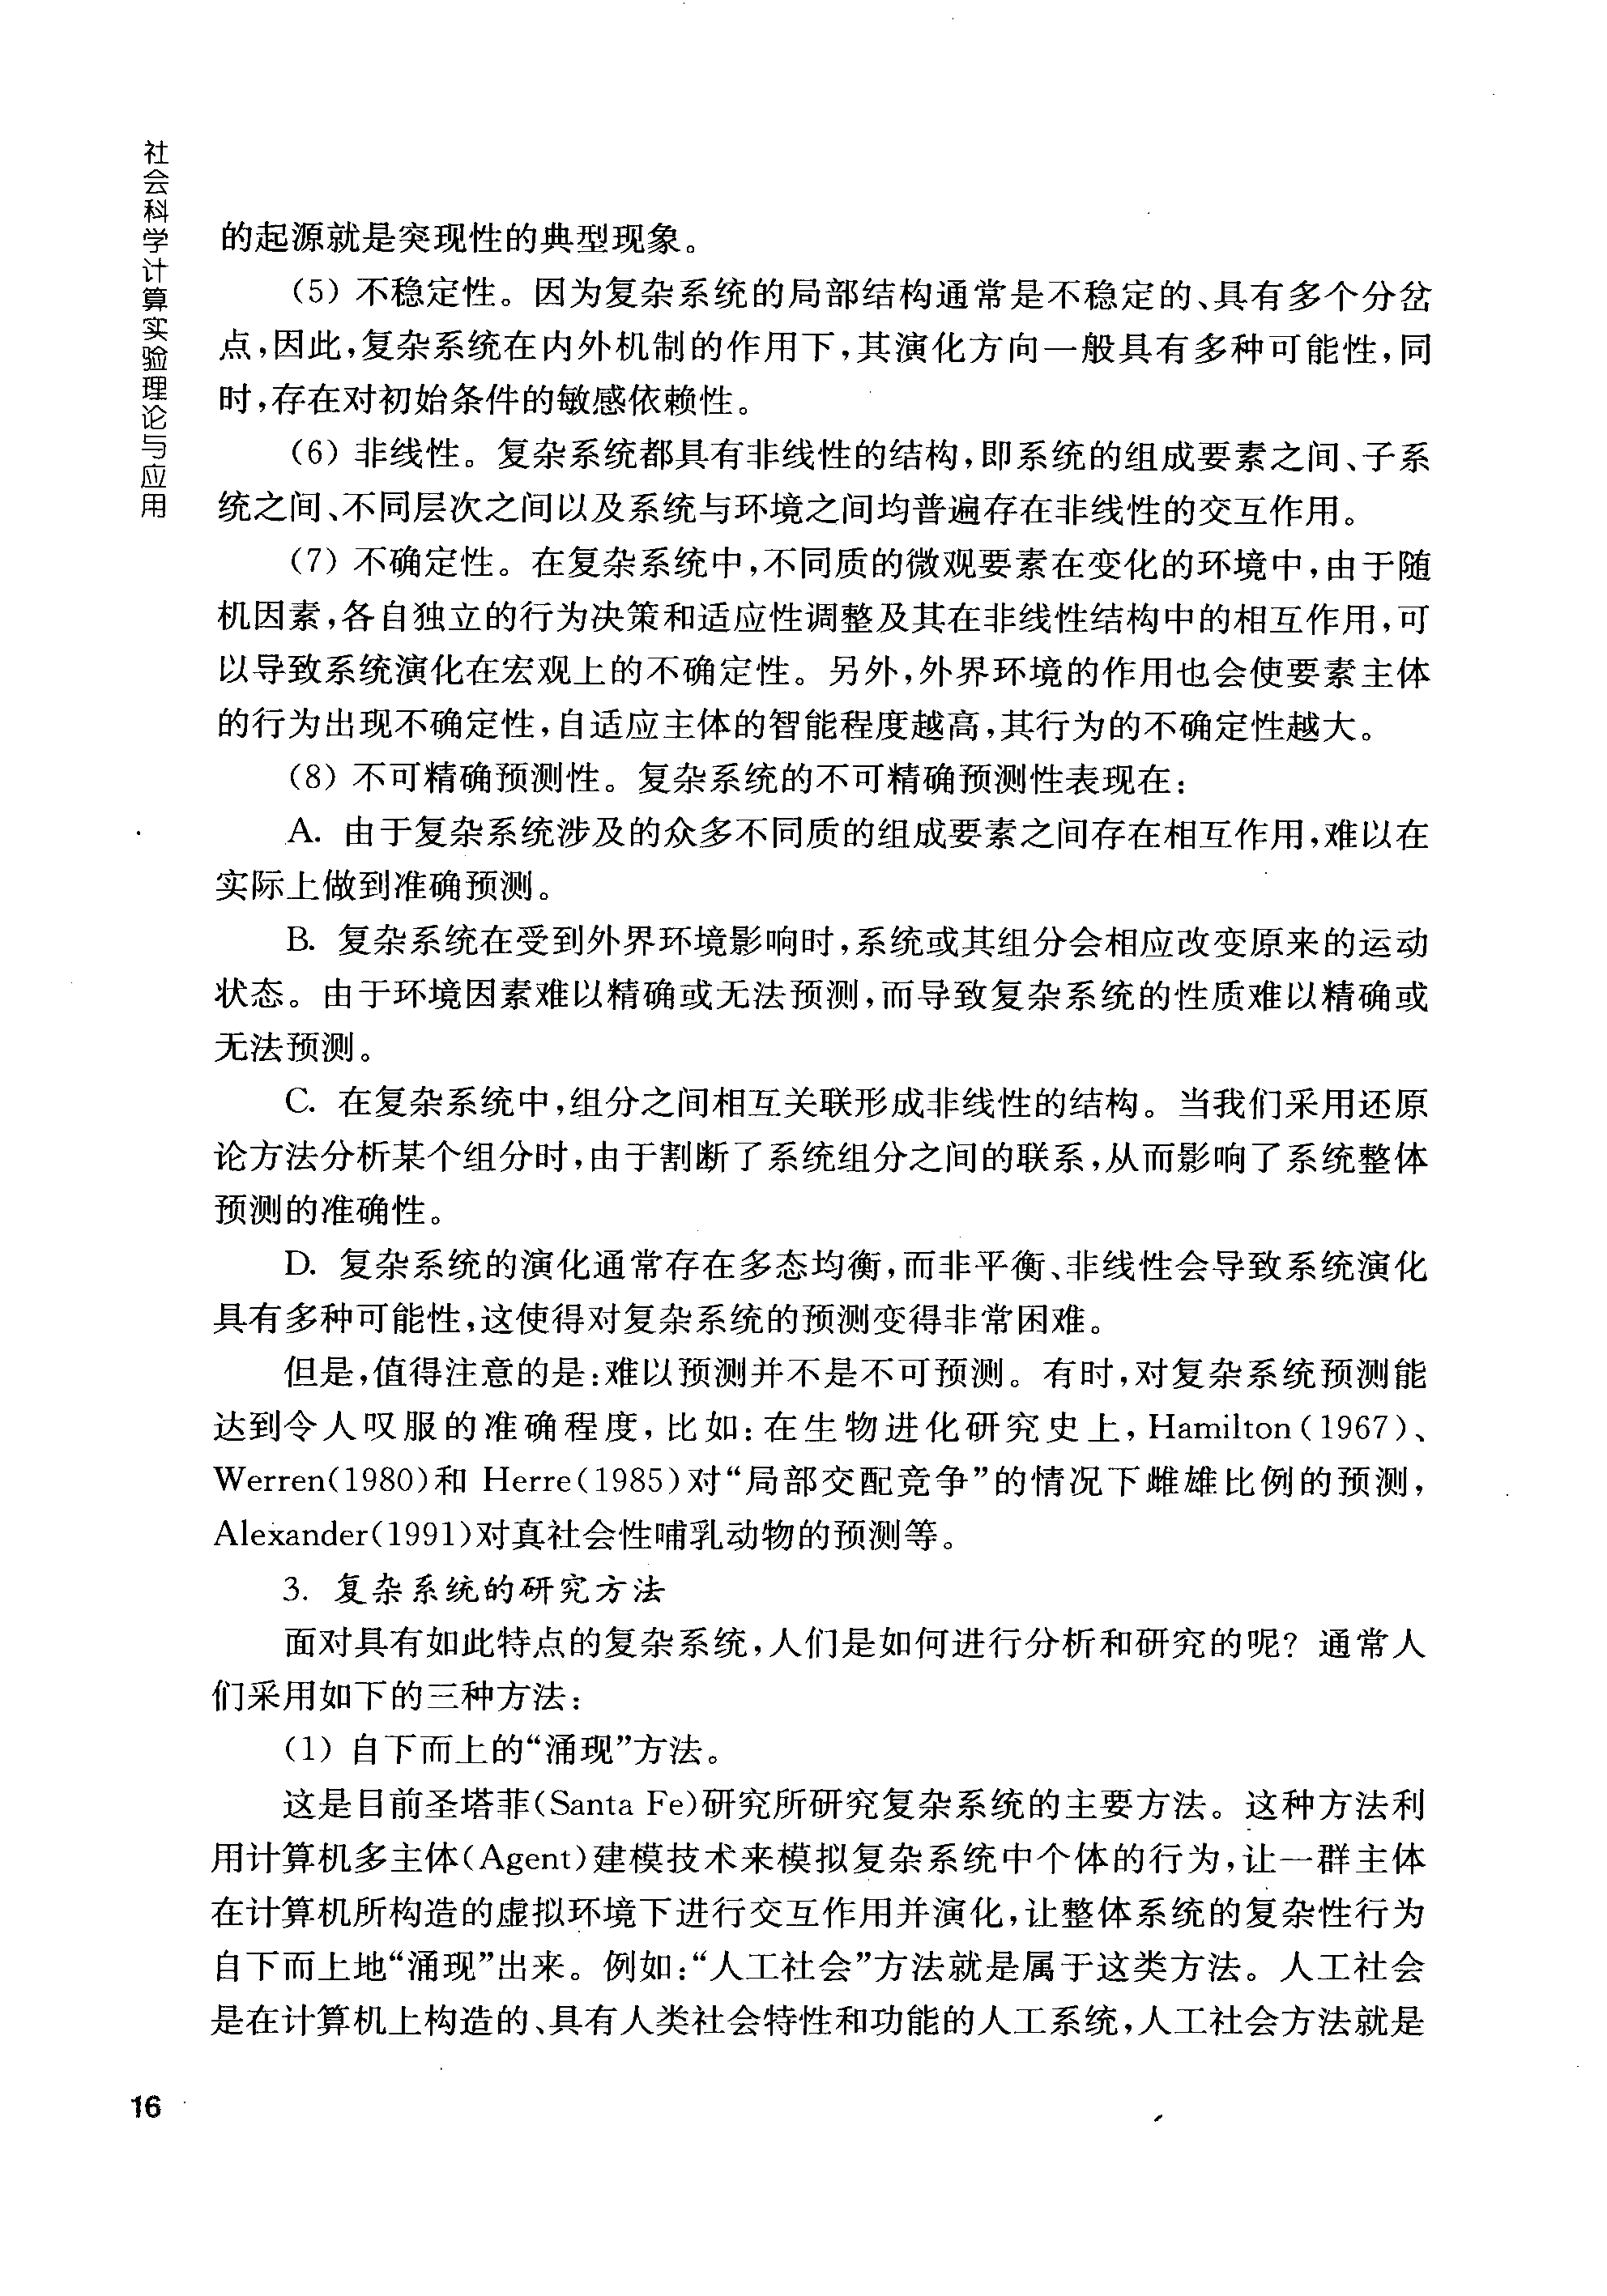 社会科学计算实验理论与应用
的起源就是突现性的典型现象。
(5) 不稳定性。因为复杂系统的局部结构通常是不稳定的、具有多个分岔
点,因此,复杂系统在内外机制的作用下,其演化方向一般具有多种可能性,同
时,存在对初始条件的敏感依赖性。
(6) 非线性。复杂系统都具有非线性的结构,即系统的组成要素之间、子系
统之间、不同层次之间以及系统与环境之间均普遍存在非线性的交互作用。
(7) 不确定性。在复杂系统中,不同质的微观要素在变化的环境中,由于随
机因素,各自独立的行为决策和适应性调整及其在非线性结构中的相互作用,可
以导致系统演化在宏观上的不确定性。另外,外界环境的作用也会使要素主体
的行为出现不确定性,自适应主体的智能程度越高,其行为的不确定性越大。
(8) 不可精确预测性。复杂系统的不可精确预测性表现在:
A. 由于复杂系统涉及的众多不同质的组成要素之间存在相互作用,难以在
实际上做到准确预测。
B. 复杂系统在受到外界环境影响时,系统或其组分会相应改变原来的运动
状态。由于环境因素难以精确或无法预测,而导致复杂系统的性质难以精确或
无法预测。
C. 在复杂系统中,组分之间相互关联形成非线性的结构。当我们采用还原
论方法分析某个组分时,由于割断了系统组分之间的联系,从而影响了系统整体
预测的准确性。
D. 复杂系统的演化通常存在多态均衡,而非平衡、非线性会导致系统演化
具有多种可能性,这使得对复杂系统的预测变得非常困难。
但是,值得注意的是:难以预测并不是不可预测。有时,对复杂系统预测能
达到令人叹服的准确程度,比如:在生物进化研究史上,Hamilton(1967)、
Werren(1980)和 Herre(1985)对“局部交配竞争”的情况下雌雄比例的预测,
Alexander(1991)对真社会性哺乳动物的预测等。
3. 复杂系统的研究方法
面对具有如此特点的复杂系统,人们是如何进行分析和研究的呢? 通常人
们采用如下的三种方法:
(1) 自下而上的“涌现”方法。
这是目前圣塔菲(Santa Fe)研究所研究复杂系统的主要方法。这种方法利
用计算机多主体(Agent)建模技术来模拟复杂系统中个体的行为,让一群主体
在计算机所构造的虚拟环境下进行交互作用并演化,让整体系统的复杂性行为
自下而上地“涌现”出来。例如:“人工社会”方法就是属于这类方法。人工社会
是在计算机上构造的、具有人类社会特性和功能的人工系统,人工社会方法就是
16